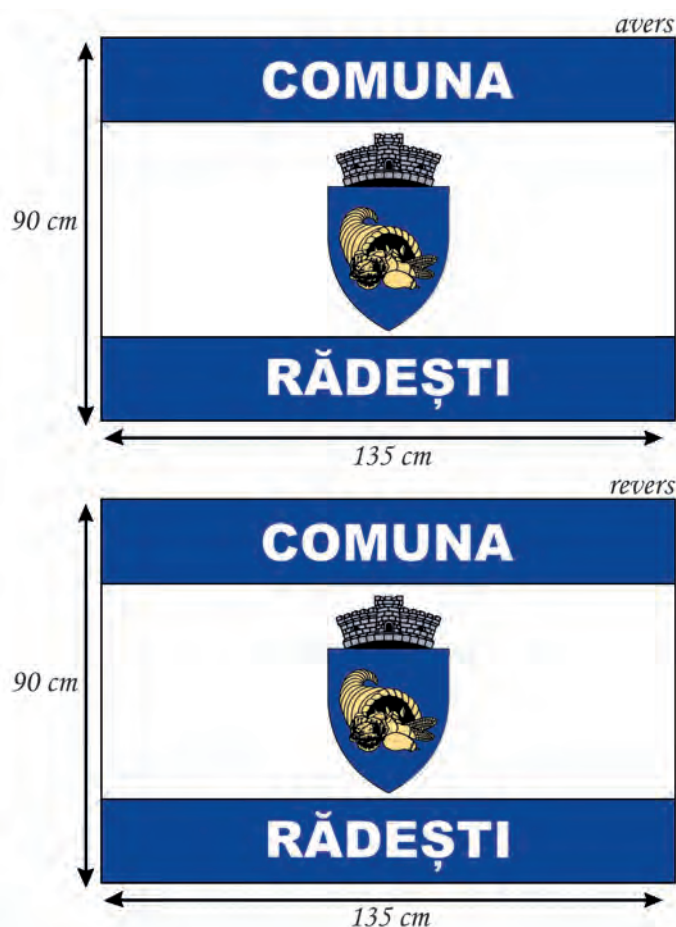 avers
COMUNA
90 cm
RĂDEȘTI
135 cm
revers
COMUNA
90 cm
RĂDEȘTI
135 cm